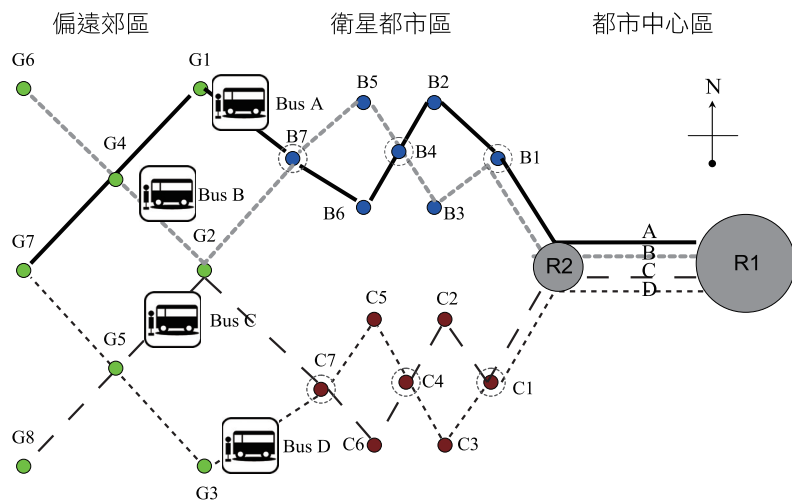 偏遠郊區 衛星都市區 都市中心區
G6 G1 B5 B2 N
Bus A
G4 B7 B4 B1
Bus B
B6 B3
G7 G2 A
B
R2 C R1
D
Bus C C5 C2
G5 C7 C4 C1
G8 Bus D C6 C3
G3